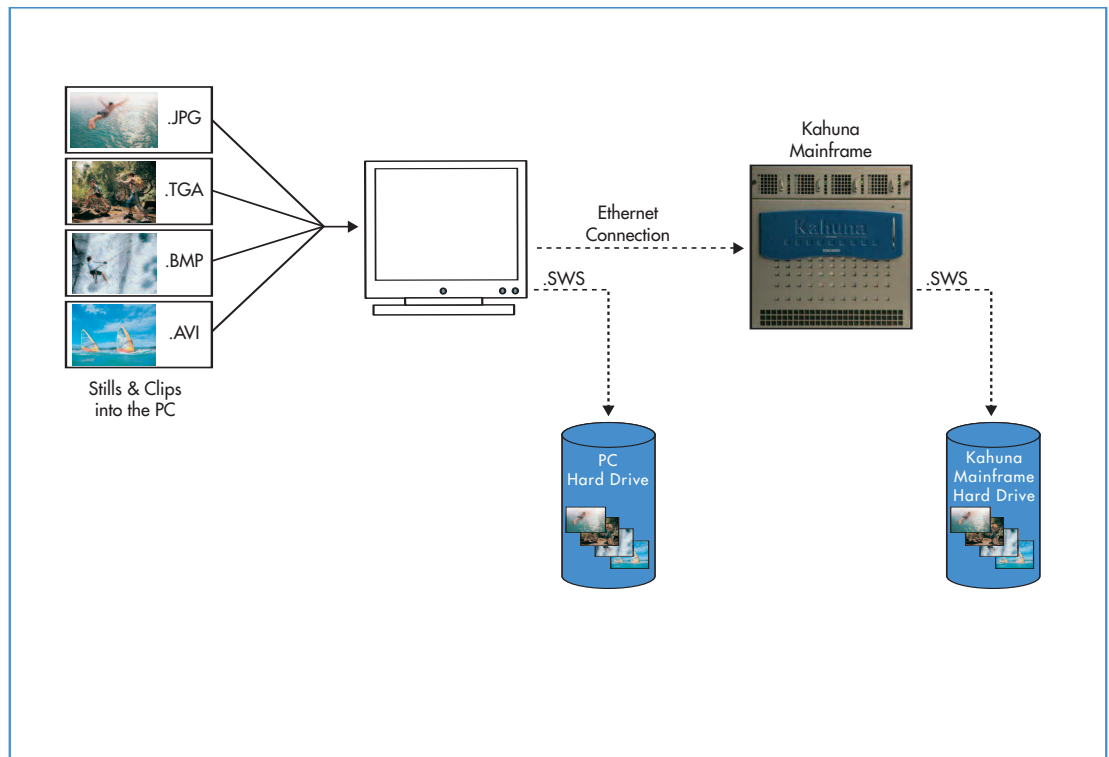 .JPG
.TGA
.BMP
.AVI
Stills & Clips
into the PC
Ethernet
Connection
.SWS
Kahuna
Mainframe
Kahuna
.SWS
PC
Hard Drive
Kahuna
Mainframe
Hard Drive